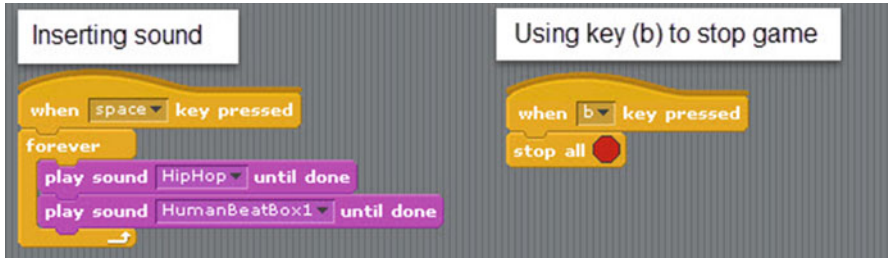 Inserting sound
when space key pressed
forever
play sound HipHop until done
play sound HumanBeatBox1 until done
Using key (b) to stop game
when b key pressed
stop all